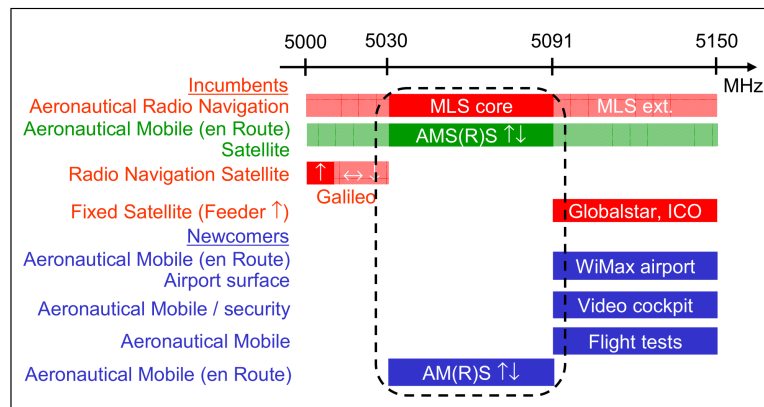 5000 5030 5091 5150
MHz
Incumbents
Aeronautical Radio Navigation MLS core MLS ext.
Aeronautical Mobile (en Route)
Satellite AMS(R)S ↑↓
Radio Navigation Satellite ↑ ↔ ↓
Galileo
Fixed Satellite (Feeder ↑) Globalstar, ICO
Newcomers
Aeronautical Mobile (en Route)
Airport surface WiMax airport
Aeronautical Mobile / security Video cockpit
Aeronautical Mobile Flight tests
Aeronautical Mobile (en Route) AM(R)S ↑↓